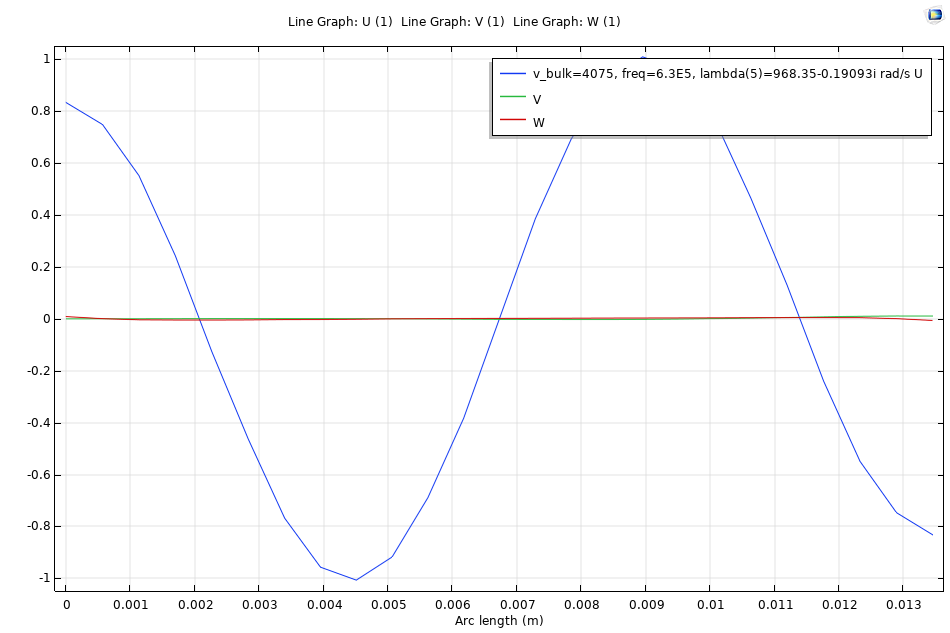 Line Graph: U (1)  Line Graph: V (1)  Line Graph: W (1)
v_bulk=4075, freq=6.3E5, lambda(5)=968.35-0.19093i rad/s U
V
W
1
0.8
0.6
0.4
0.2
0
-0.2
-0.4
-0.6
-0.8
-1
0 0.001 0.002 0.003 0.004 0.005 0.006 0.007 0.008 0.009 0.01 0.011 0.012 0.013
Arc length (m)